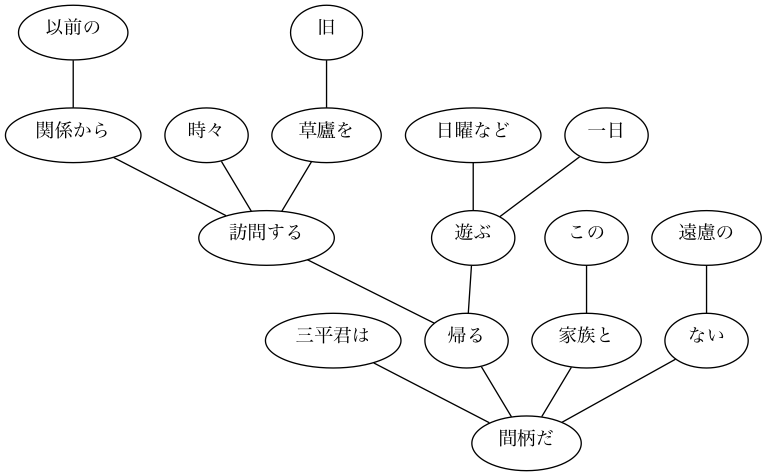 以前の 旧
関係から 時々 草廬を 日曜など 一日
訪問する 遊ぶ この 遠慮の
三平君は 帰る 家族と ない
間柄だ